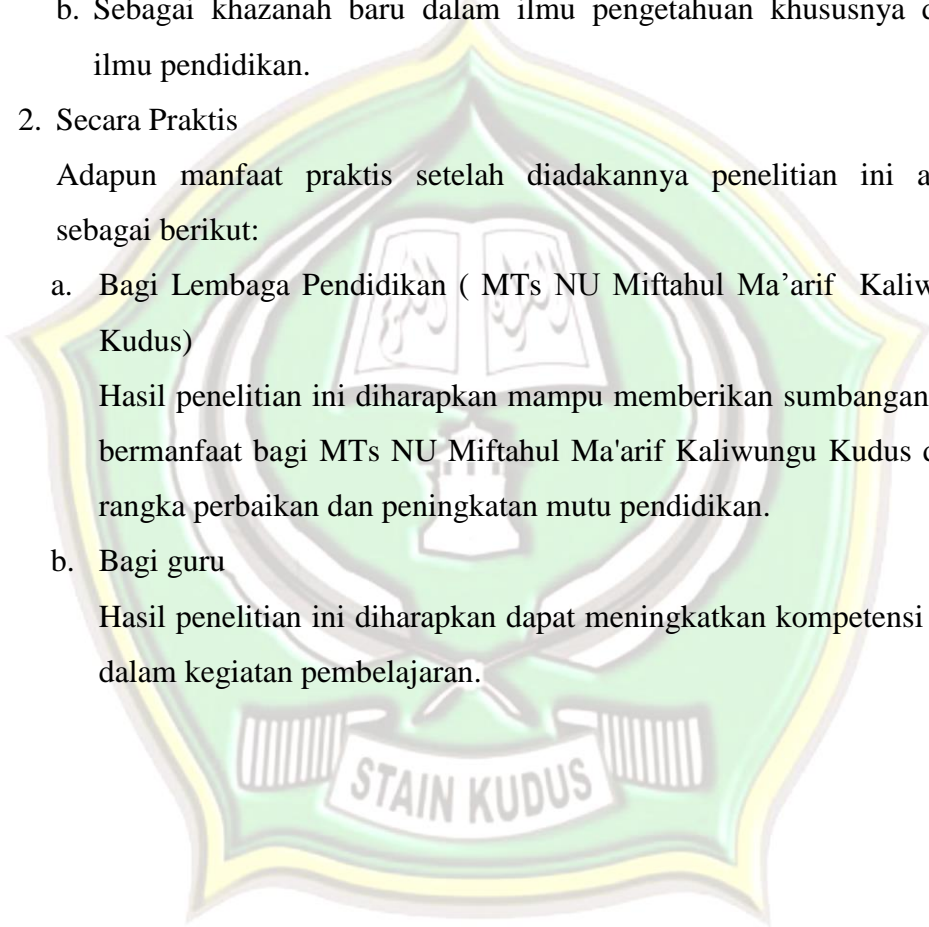 b. Sebagai khazanah baru dalam ilmu pengetahuan khususnya
ilmu pendidikan.
2. Secara Praktis
Adapun manfaat praktis setelah diadakannya penelitian ini
sebagai berikut:
a. Bagi Lembaga Pendidikan ( MTs NU Miftahul Ma’arif
Kudus)
Hasil penelitian ini diharapkan mampu memberikan sumbangan
bermanfaat bagi MTs NU Miftahul Ma'arif Kaliwungu Kudus
rangka perbaikan dan peningkatan mutu pendidikan.
b. Bagi guru
Hasil penelitian ini diharapkan dapat meningkatkan kompetensi
dalam kegiatan pembelajaran.
STAIN KUDUS